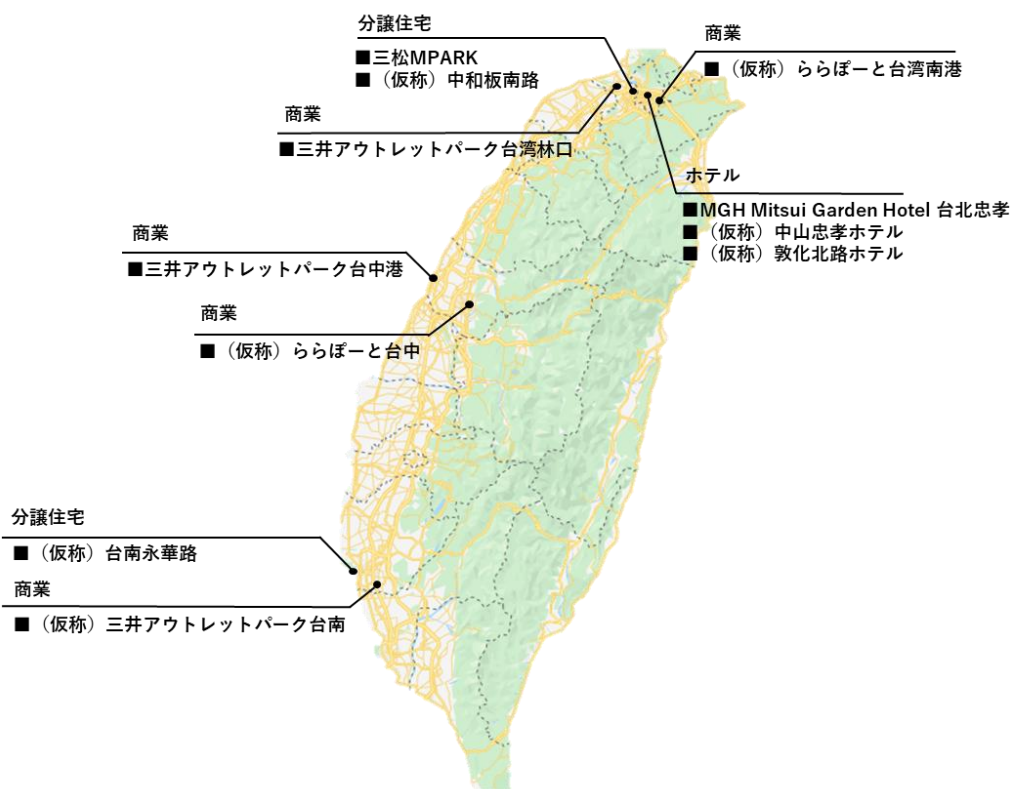 分譲住宅
■三松MPARK
■（仮称）中和板南路
商業
■（仮称）ららぽーと台湾南港
商業
■三井アウトレットパーク台湾林口
ホテル
■MGH Mitsui Garden Hotel 台北忠孝
■（仮称）中山忠孝ホテル
■（仮称）敦化北路ホテル
商業
■三井アウトレットパーク台中港
商業
■（仮称）ららぽーと台中
分譲住宅
■（仮称）台南永華路
商業
■（仮称）三井アウトレットパーク台南